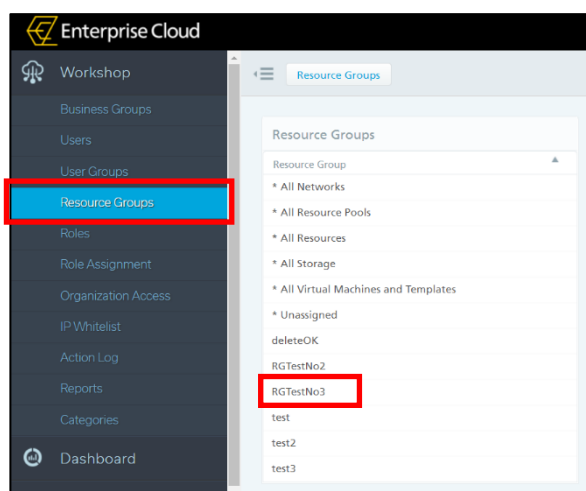 Enterprise Cloud
Workshop
Business Groups
Users
User Groups
Resource Groups
Roles
Role Assignment
Organization Access
IP Whitelist
Action Log
Reports
Categories
Dashboard
Resource Groups
Resource Groups
Resource Group
* All Networks
* All Resource Pools
* All Resources
* All Storage
* All Virtual Machines and Templates
* Unassigned
deleteOK
RGTestNo2
RGTestNo3
test
test2
test3